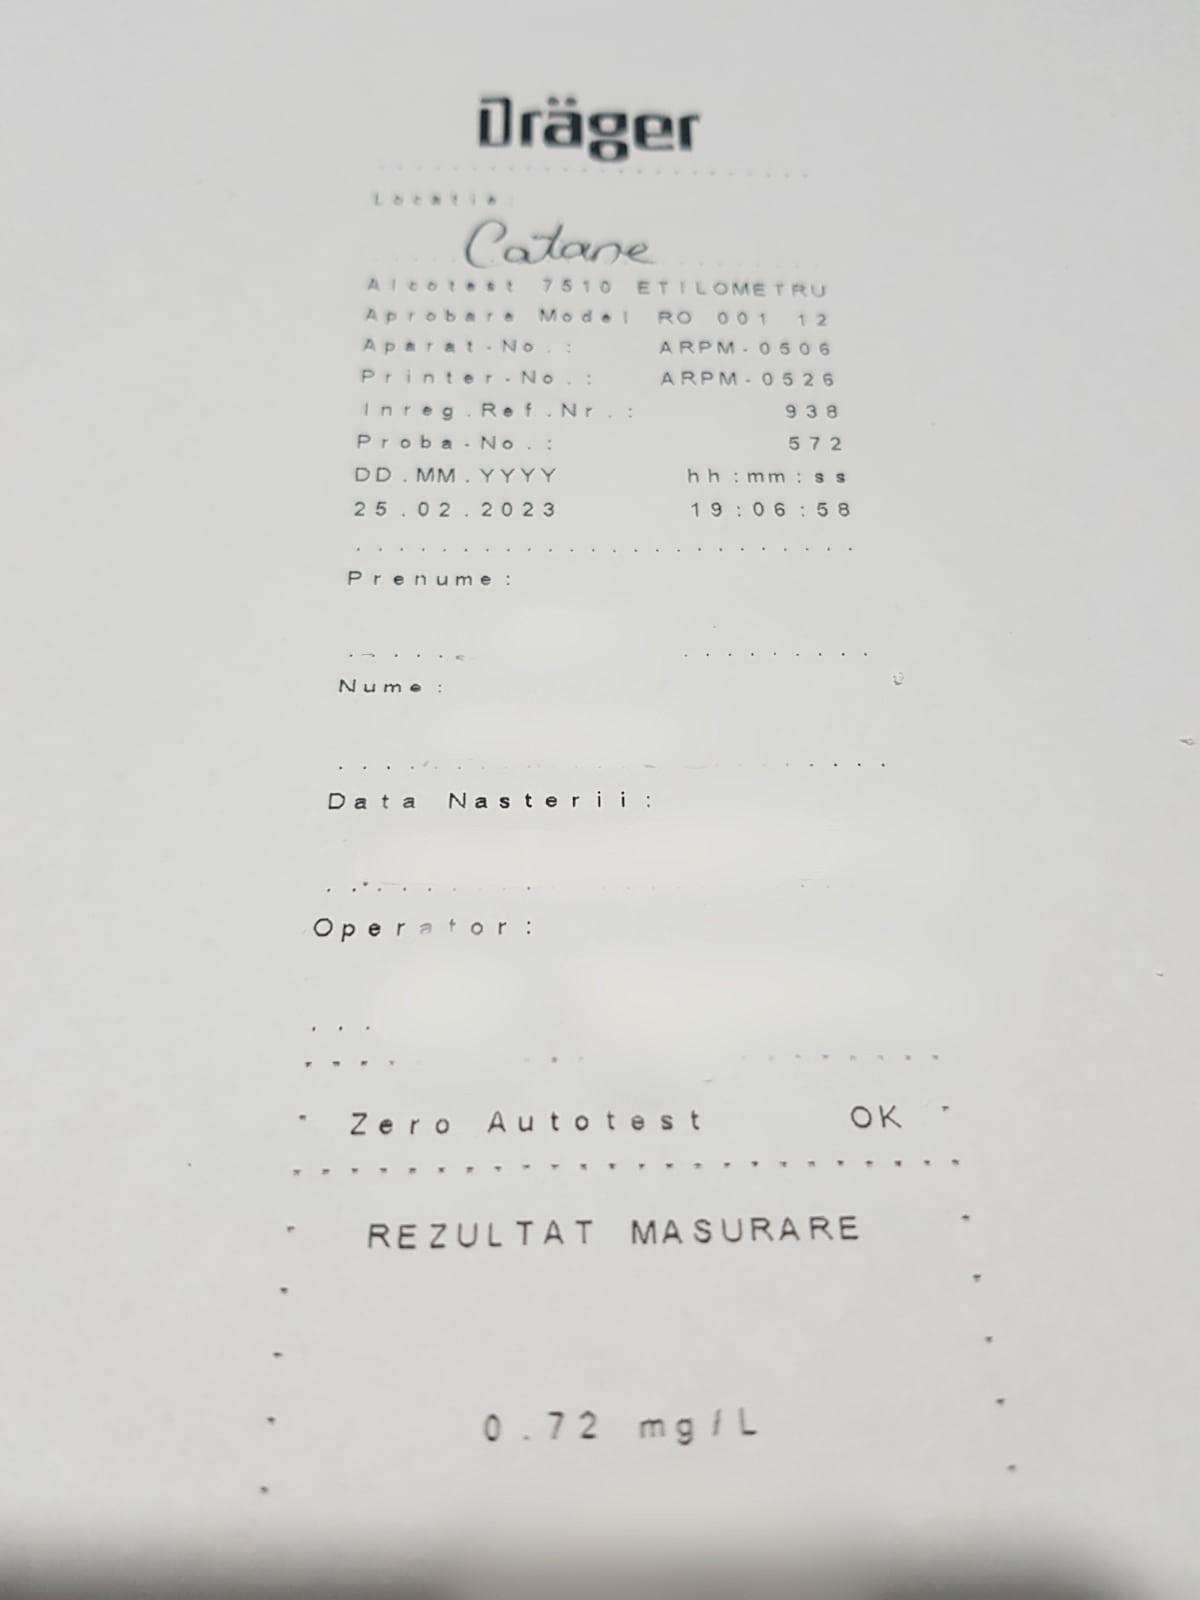 Dräger
Locatia:
Catane
Alcotest 7510 ETILOMETRU
Aprobare Model RO 001 12
Aparat-No.: ARPM-0506
Printer-No.: ARPM-0526
Inreg.Ref.Nr.: 938
Proba-No.: 572
DD.MM.YYYY hh:mm:ss
25.02.2023 19:06:58
Prenume:
Nume:
Data Nasterii:
Operator:
Zero Autotest OK
REZULTAT MASURARE
0.72 mg/L